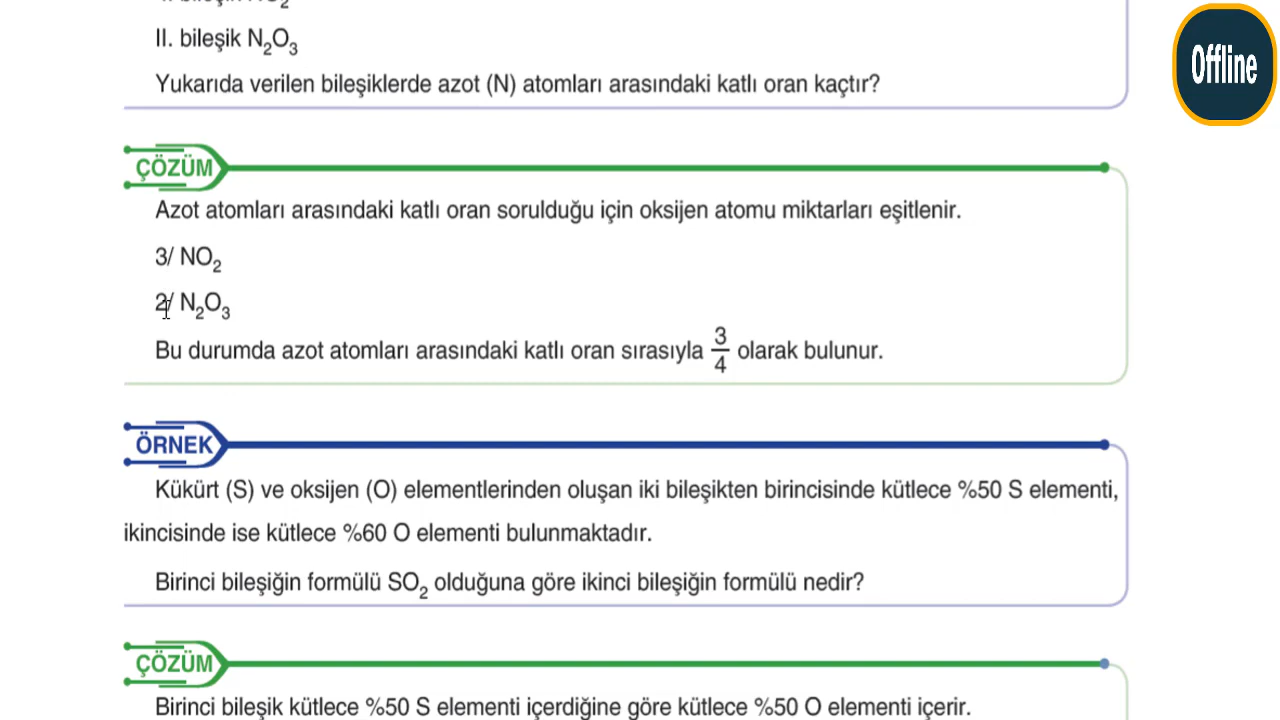 II. bileşik N₂O₃
Yukarıda verilen bileşiklerde azot (N) atomları arasındaki katlı oran kaçtır?
Offline
ÇÖZÜM
Azot atomları arasındaki katlı oran sorulduğu için oksijen atomu miktarları eşitlenir.
3/ NO₂
2/ N₂O₃
Bu durumda azot atomları arasındaki katlı oran sırasıyla 3/4 olarak bulunur.
ÖRNEK
Kükürt (S) ve oksijen (O) elementlerinden oluşan iki bileşikten birincisinde kütlece %50 S elementi,
ikincisinde ise kütlece %60 O elementi bulunmaktadır.
Birinci bileşiğin formülü SO₂ olduğuna göre ikinci bileşiğin formülü nedir?
ÇÖZÜM
Birinci bileşik kütlece %50 S elementi içerdiğine göre kütlece %50 O elementi içerir.